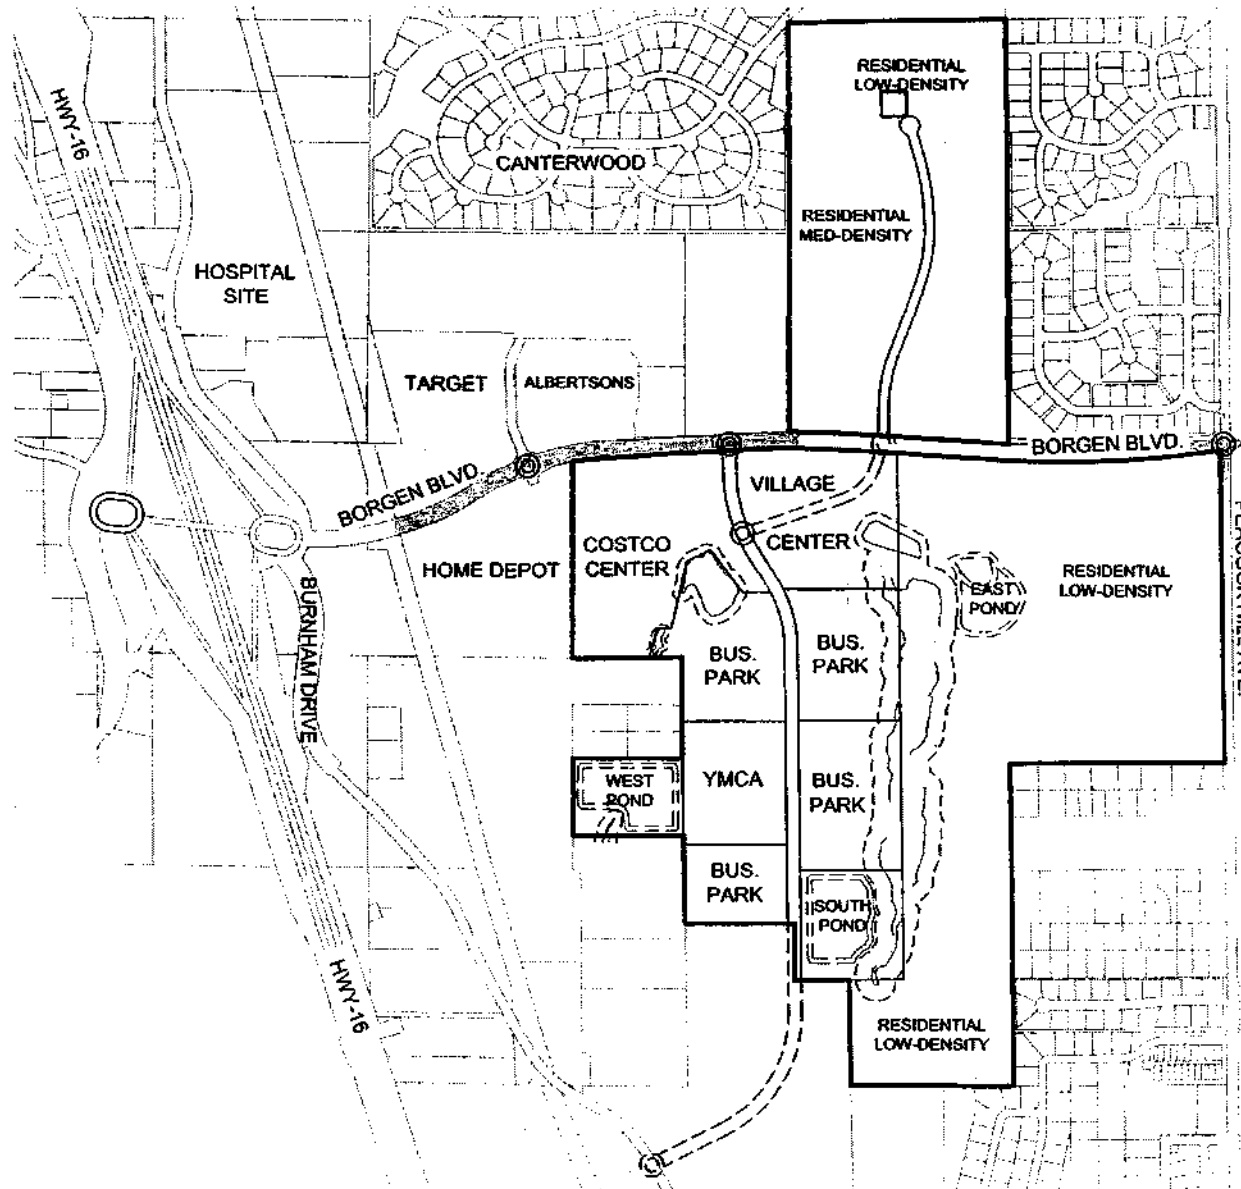 RESIDENTIAL
LOW-DENSITY
HWY-16
CANTERWOOD
RESIDENTIAL
MED-DENSITY
HOSPITAL
SITE
TARGET
ALBERTSONS
BORGEN BLVD.
BORGEN BLVD.
VILLAGE
CENTER
COSTCO
CENTER
HOME DEPOT
RESIDENTIAL
LOW-DENSITY
EAST
POND
BURNHAM DRIVE
BUS.
PARK
BUS.
PARK
WEST
POND
YMCA
BUS.
PARK
BUS.
PARK
SOUTH
POND
HWY-16
RESIDENTIAL
LOW-DENSITY